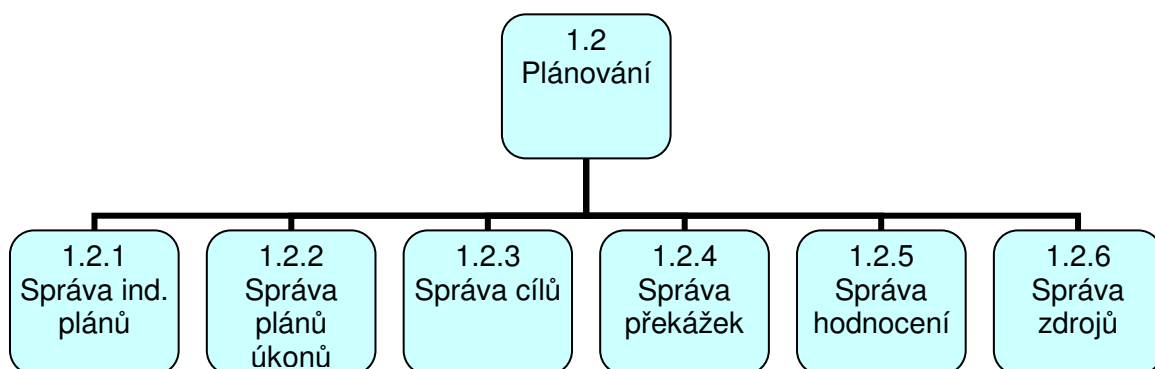 1.2
Plánování
1.2.1
Správa ind.
plánů
1.2.2
Správa
plánů
úkonů
1.2.3
Správa cílů
1.2.4
Správa
překážek
1.2.5
Správa
hodnocení
1.2.6
Správa
zdrojů